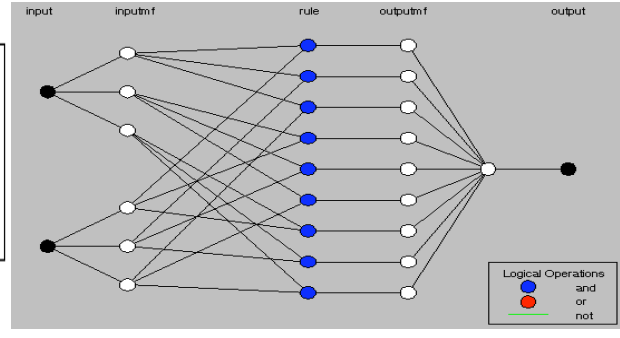 input inputmf rule outputmf output
Logical Operations
and
or
not